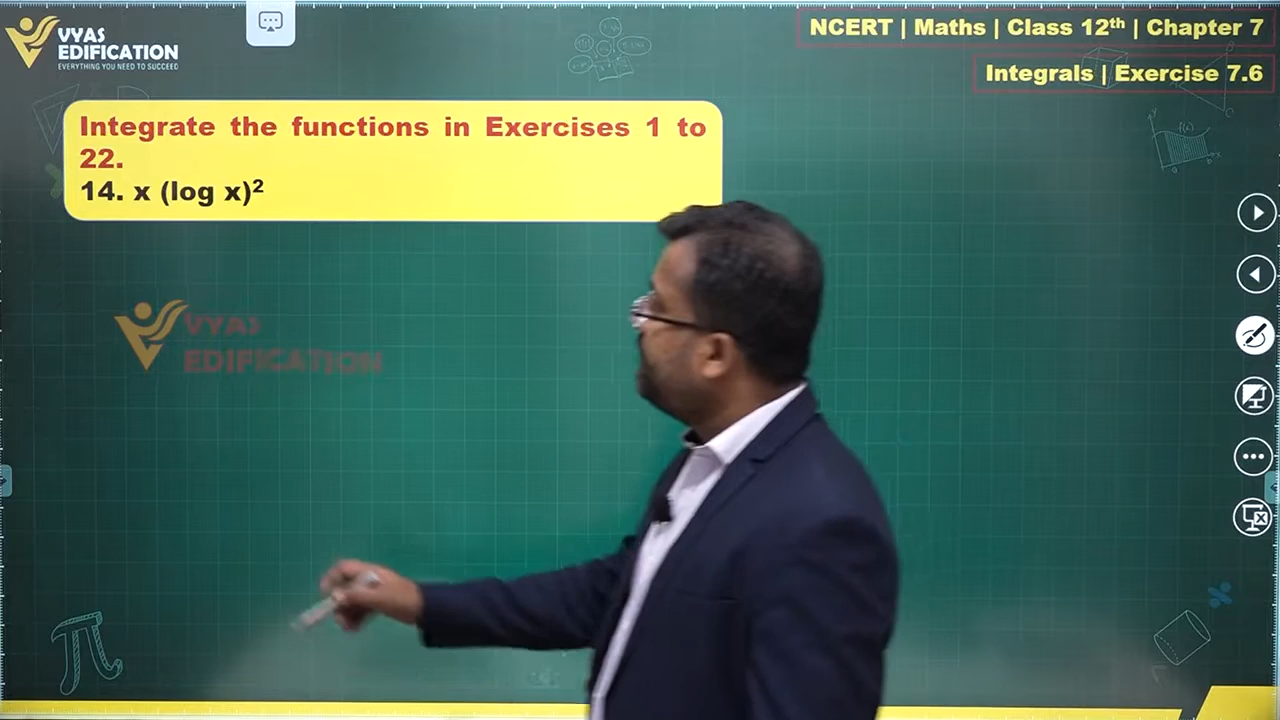 VYAS
EDIFICATION
EVERYTHING YOU NEED TO SUCCEED
NCERT | Maths | Class 12th | Chapter 7
Integrals | Exercise 7.6
Integrate the functions in Exercises 1 to
22.
14. x (log x)²
VYAS
EDIFICATION